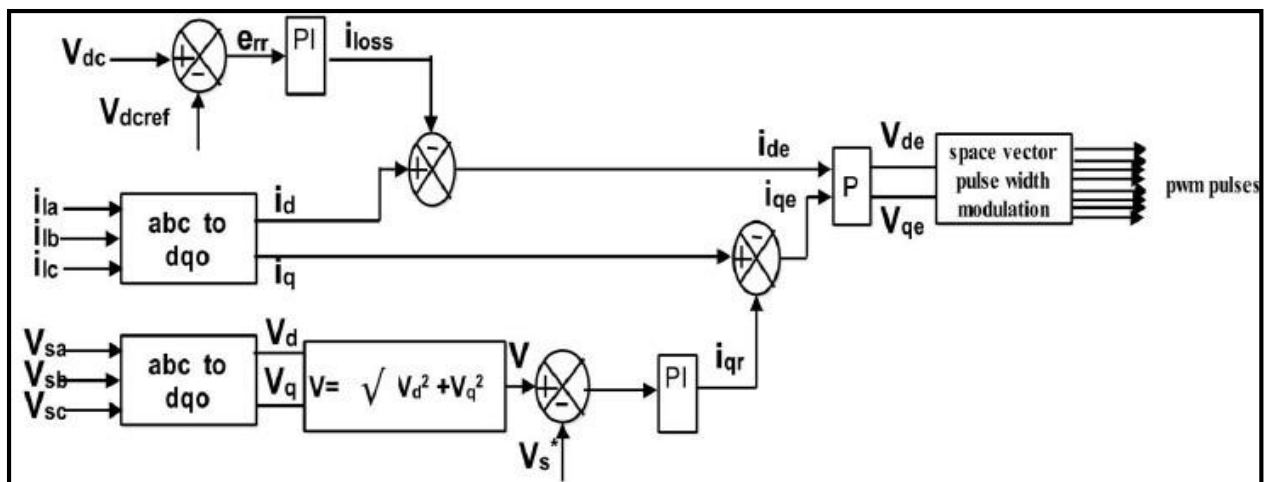 Vdc
+
-
err
PI
iloss
Vdcref
-
+
ila
ilb
ilc
abc to
dqo
id
iq
ide
iqe
P
Vde
Vqe
space vector
pulse width
modulation
pwm pulses
-
+
iqr
Vsa
Vsb
Vsc
abc to
dqo
Vd
Vq
V= √ Vd² +Vq²
V
+
-
PI
Vs*